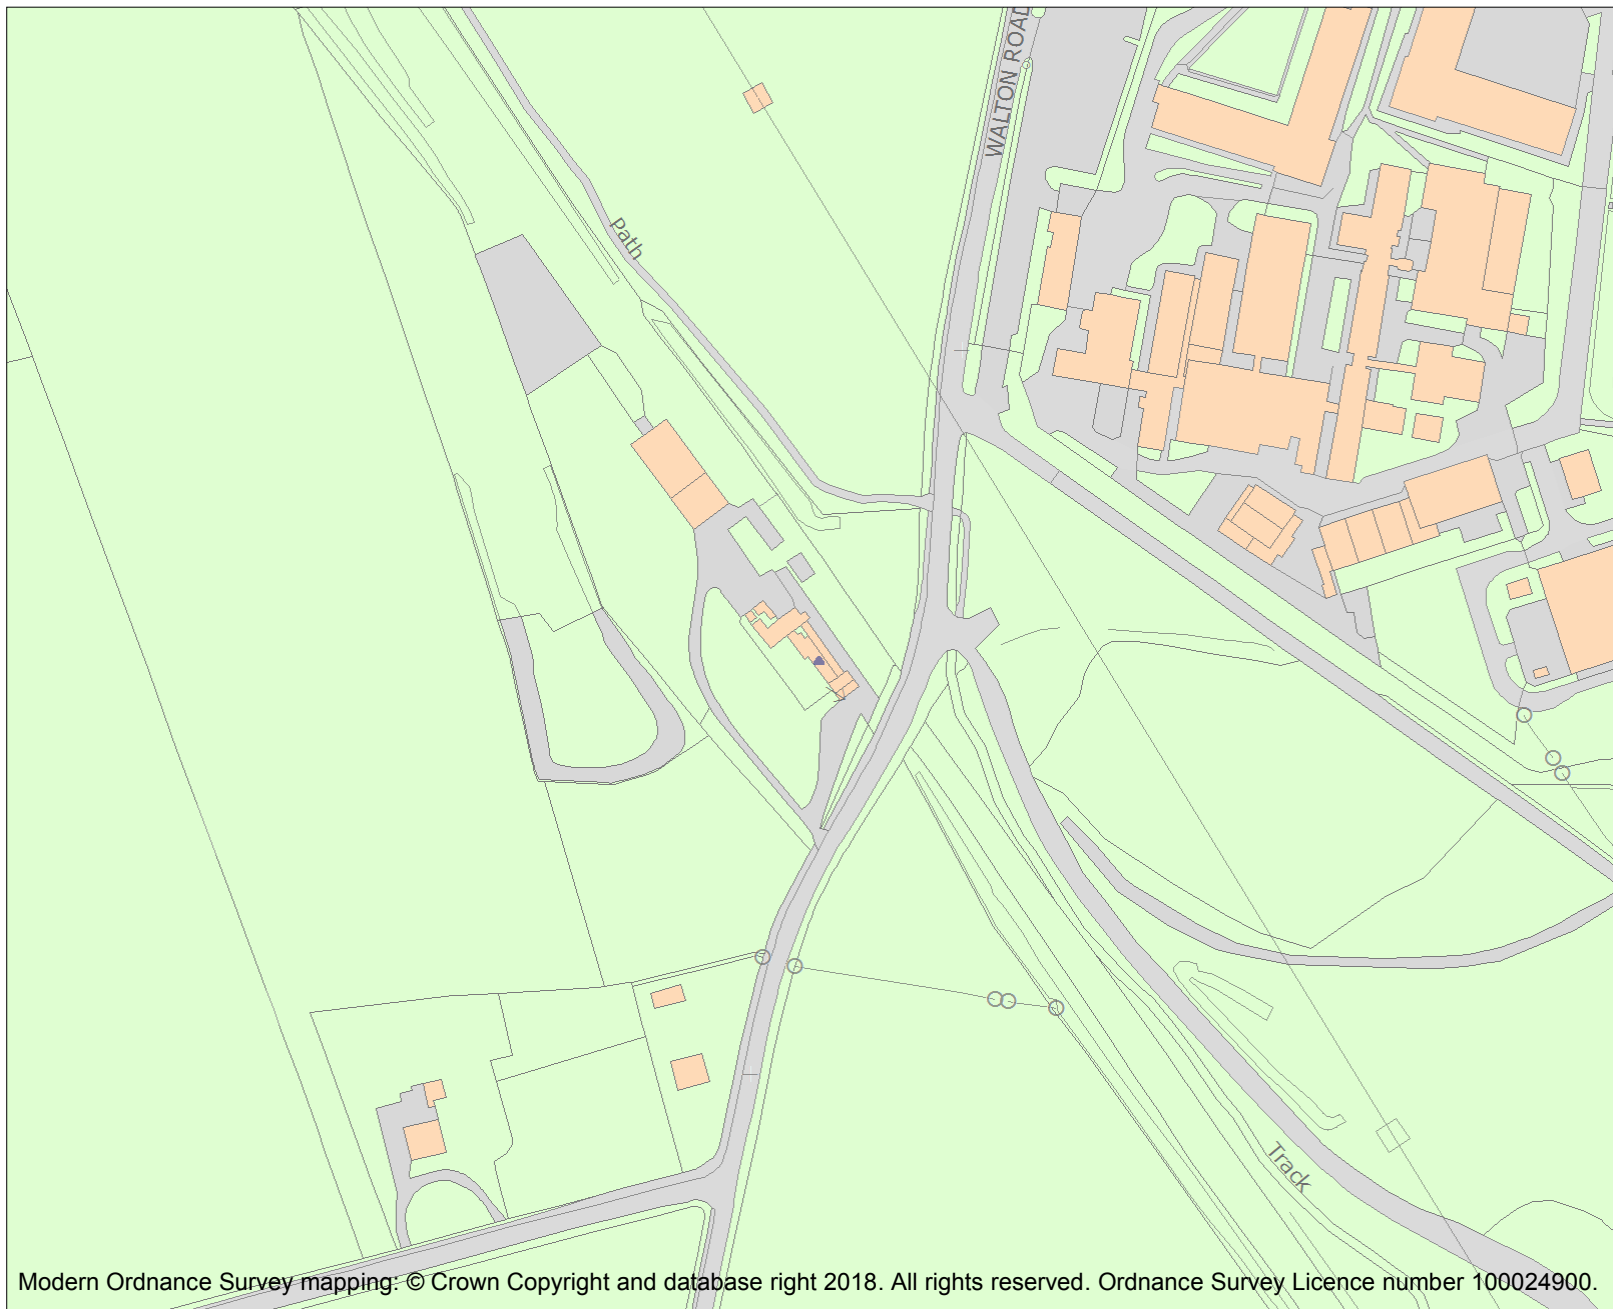 WALTON ROAD
Path
Track
Modern Ordnance Survey mapping: © Crown Copyright and database right 2018. All rights reserved. Ordnance Survey Licence number 100024900.